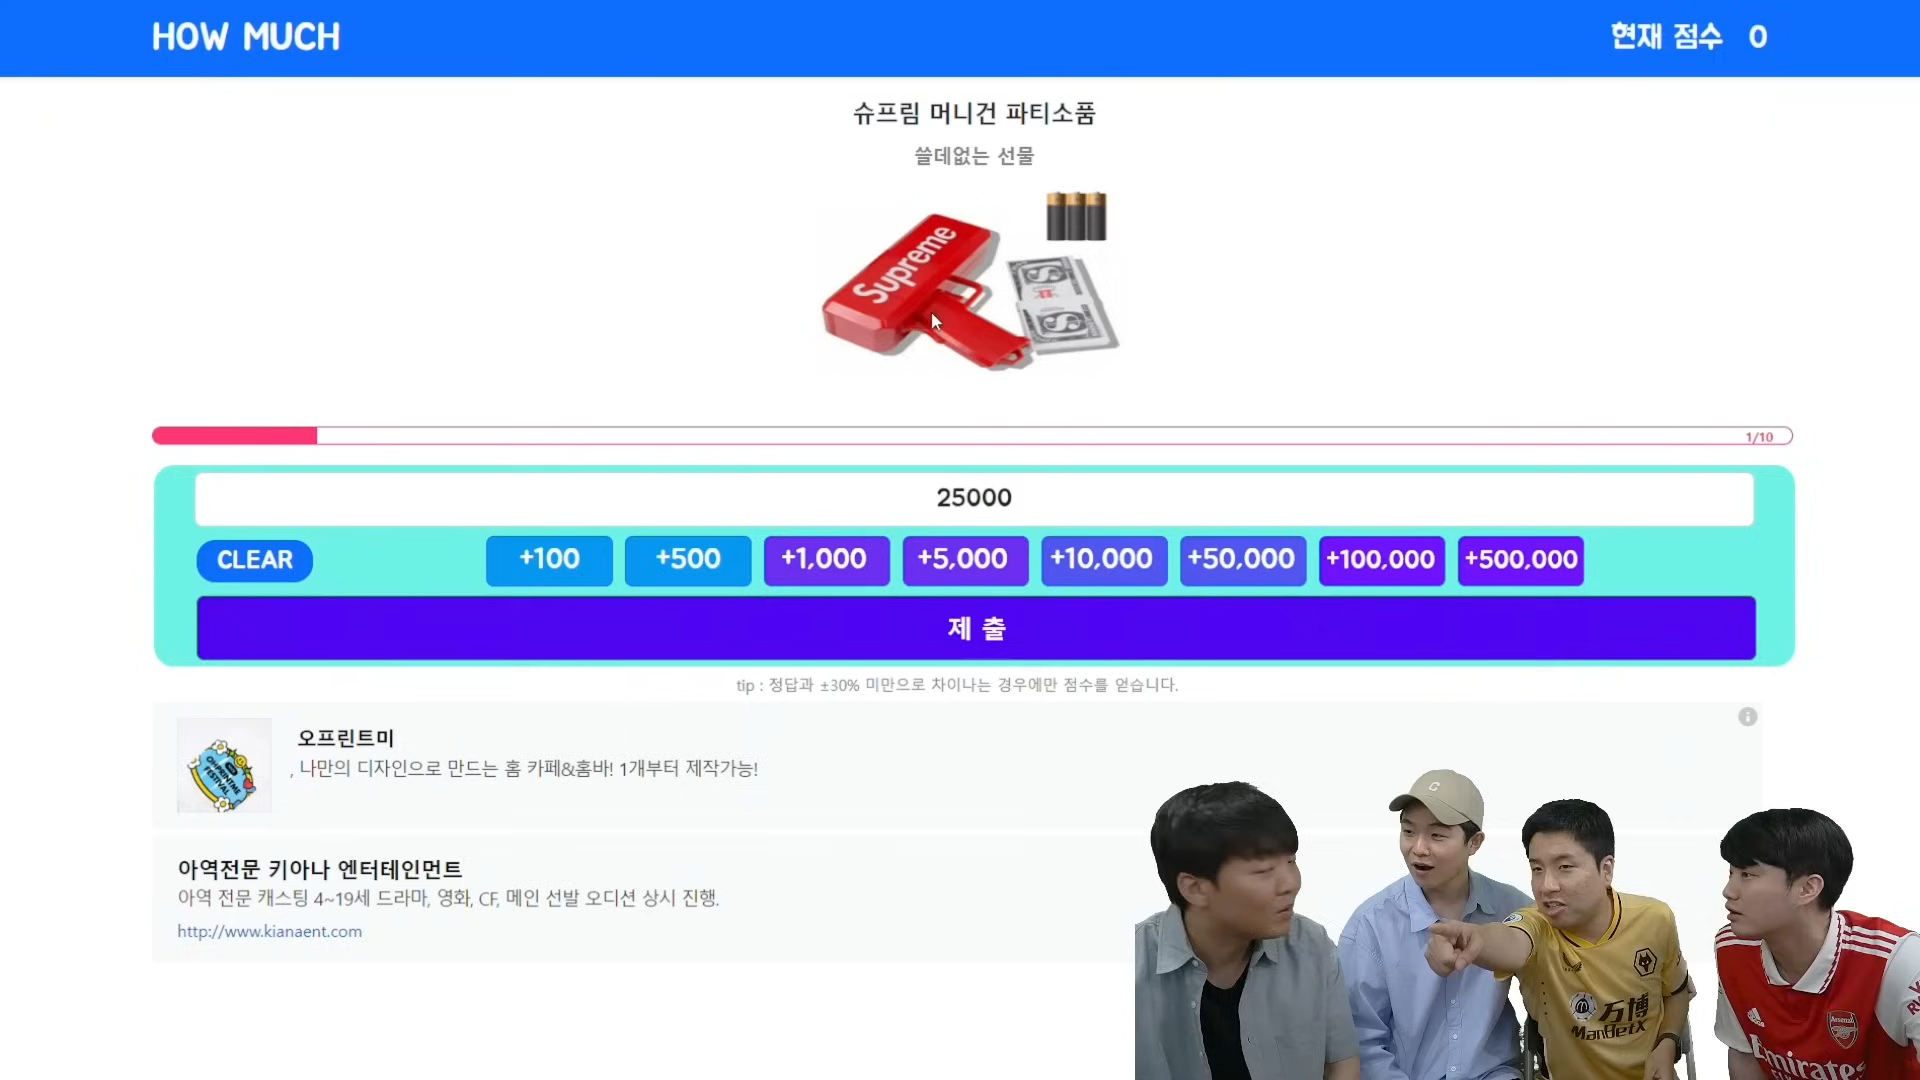 HOW MUCH
현재 점수 0
슈프림 머니건 파티소품
쓸데없는 선물
Supreme
1/10
25000
CLEAR
+100
+500
+1,000
+5,000
+10,000
+50,000
+100,000
+500,000
제 출
tip : 정답과 ±30% 미만으로 차이나는 경우에만 점수를 얻습니다.
OHPRINTME
FESTIVAL
오프린트미
, 나만의 디자인으로 만드는 홈 카페&홈바! 1개부터 제작가능!
아역전문 키아나 엔터테인먼트
아역 전문 캐스팅 4~19세 드라마, 영화, CF, 메인 선발 오디션 상시 진행.
http://www.kianaent.com
C
万博
ManBetX
Arsenal
Emirates